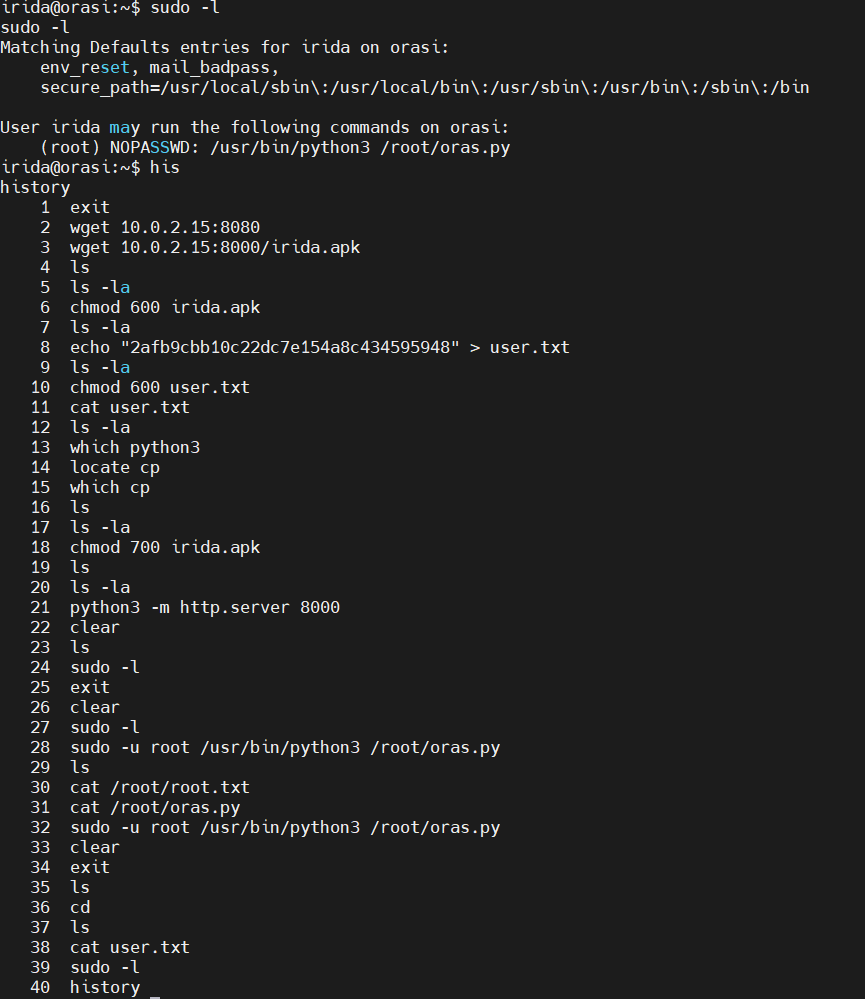 irida@orasi:~$ sudo -l
sudo -l
Matching Defaults entries for irida on orasi:
    env_reset, mail_badpass,
    secure_path=/usr/local/sbin\:/usr/local/bin\:/usr/sbin\:/usr/bin\:/sbin\:/bin

User irida may run the following commands on orasi:
    (root) NOPASSWD: /usr/bin/python3 /root/oras.py
irida@orasi:~$ his
history
    1  exit
    2  wget 10.0.2.15:8080
    3  wget 10.0.2.15:8000/irida.apk
    4  ls
    5  ls -la
    6  chmod 600 irida.apk
    7  ls -la
    8  echo "2afb9cbb10c22dc7e154a8c434595948" > user.txt
    9  ls -la
   10  chmod 600 user.txt
   11  cat user.txt
   12  ls -la
   13  which python3
   14  locate cp
   15  which cp
   16  ls
   17  ls -la
   18  chmod 700 irida.apk
   19  ls
   20  ls -la
   21  python3 -m http.server 8000
   22  clear
   23  ls
   24  sudo -l
   25  exit
   26  clear
   27  sudo -l
   28  sudo -u root /usr/bin/python3 /root/oras.py
   29  ls
   30  cat /root/root.txt
   31  cat /root/oras.py
   32  sudo -u root /usr/bin/python3 /root/oras.py
   33  clear
   34  exit
   35  ls
   36  cd
   37  ls
   38  cat user.txt
   39  sudo -l
   40  history